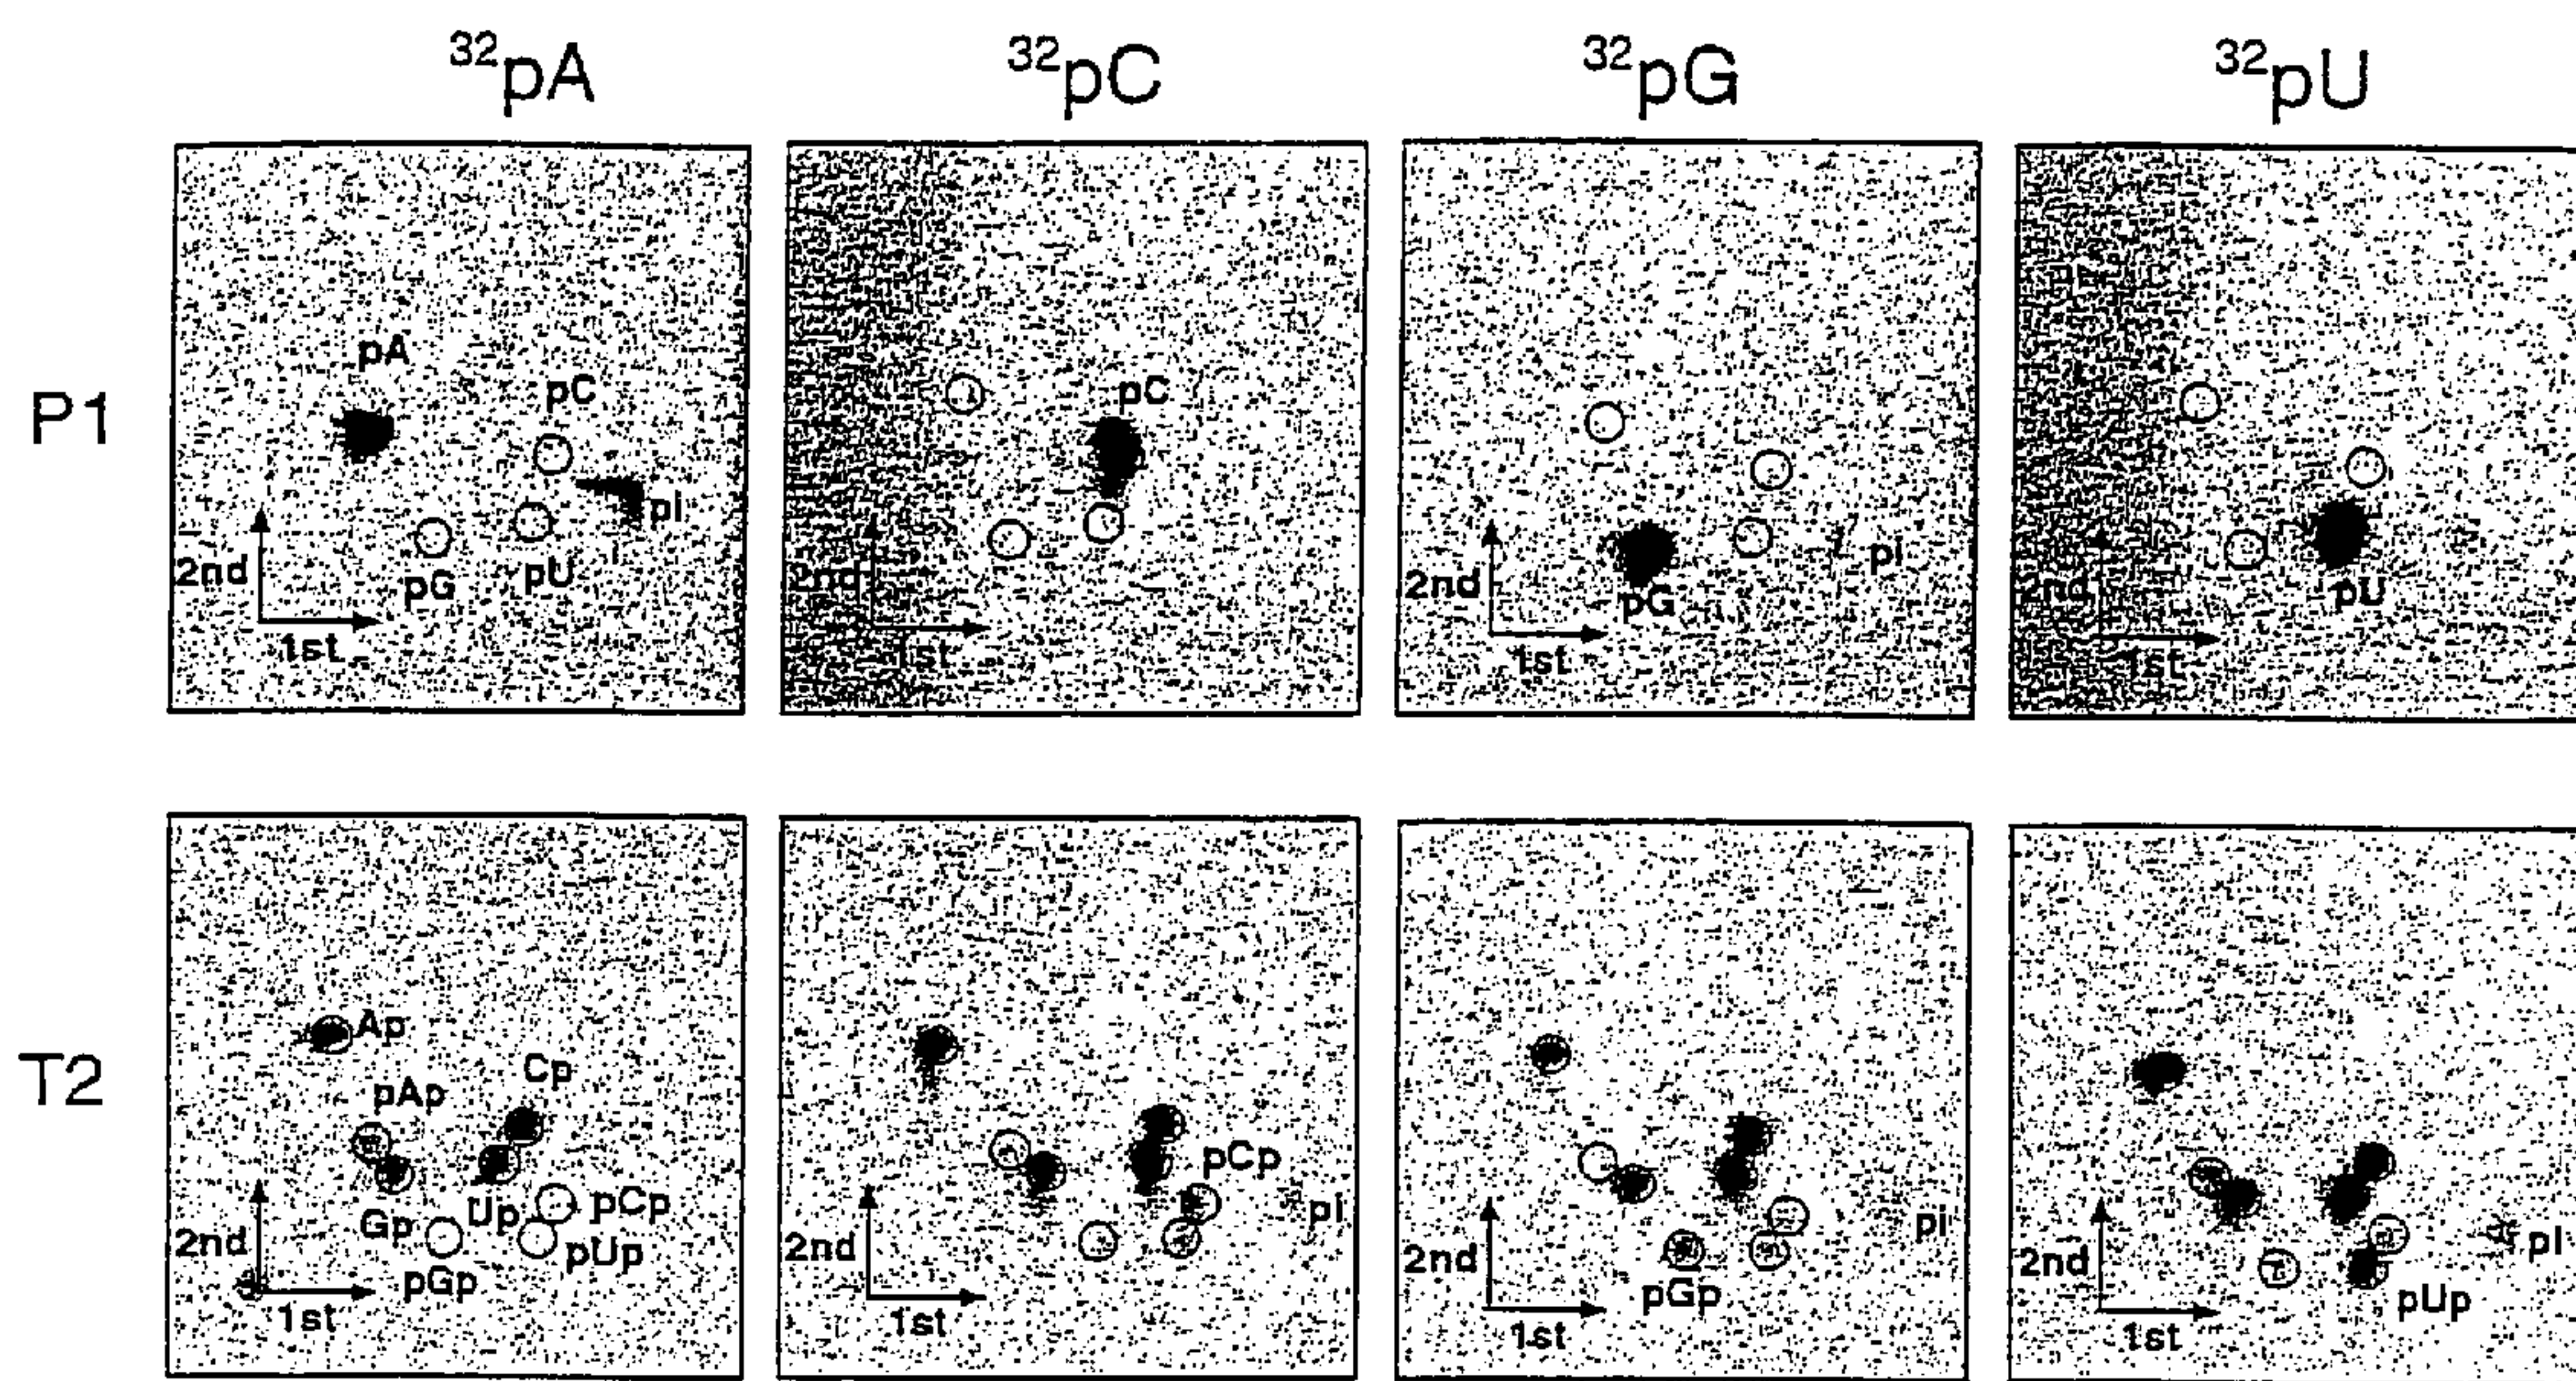 32pA 32pC 32pG 32pU
P1
pA
pC
pi
pG
pU
2nd
1st
pC
2nd
1st
pi
pG
2nd
1st
pU
2nd
1st
T2
Ap
pAp
Cp
Gp
Up
pCp
pUp
pGp
2nd
1st
pCp
pi
2nd
1st
pi
pGp
2nd
1st
pi
pUp
2nd
1st